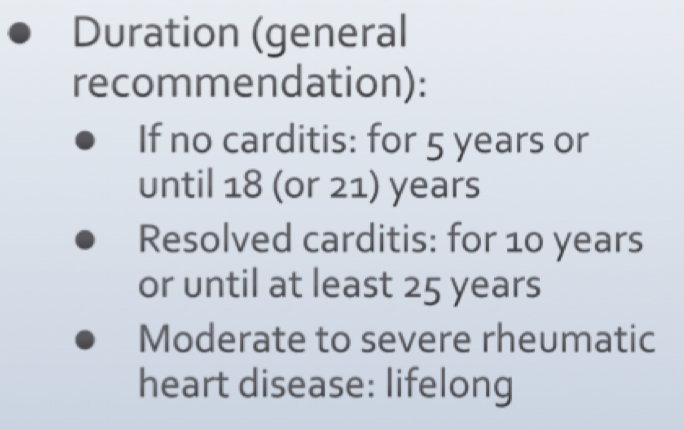 Duration (general
recommendation):
If no carditis: for 5 years or
until 18 (or 21) years
Resolved carditis: for 10 years
or until at least 25 years
Moderate to severe rheumatic
heart disease: lifelong